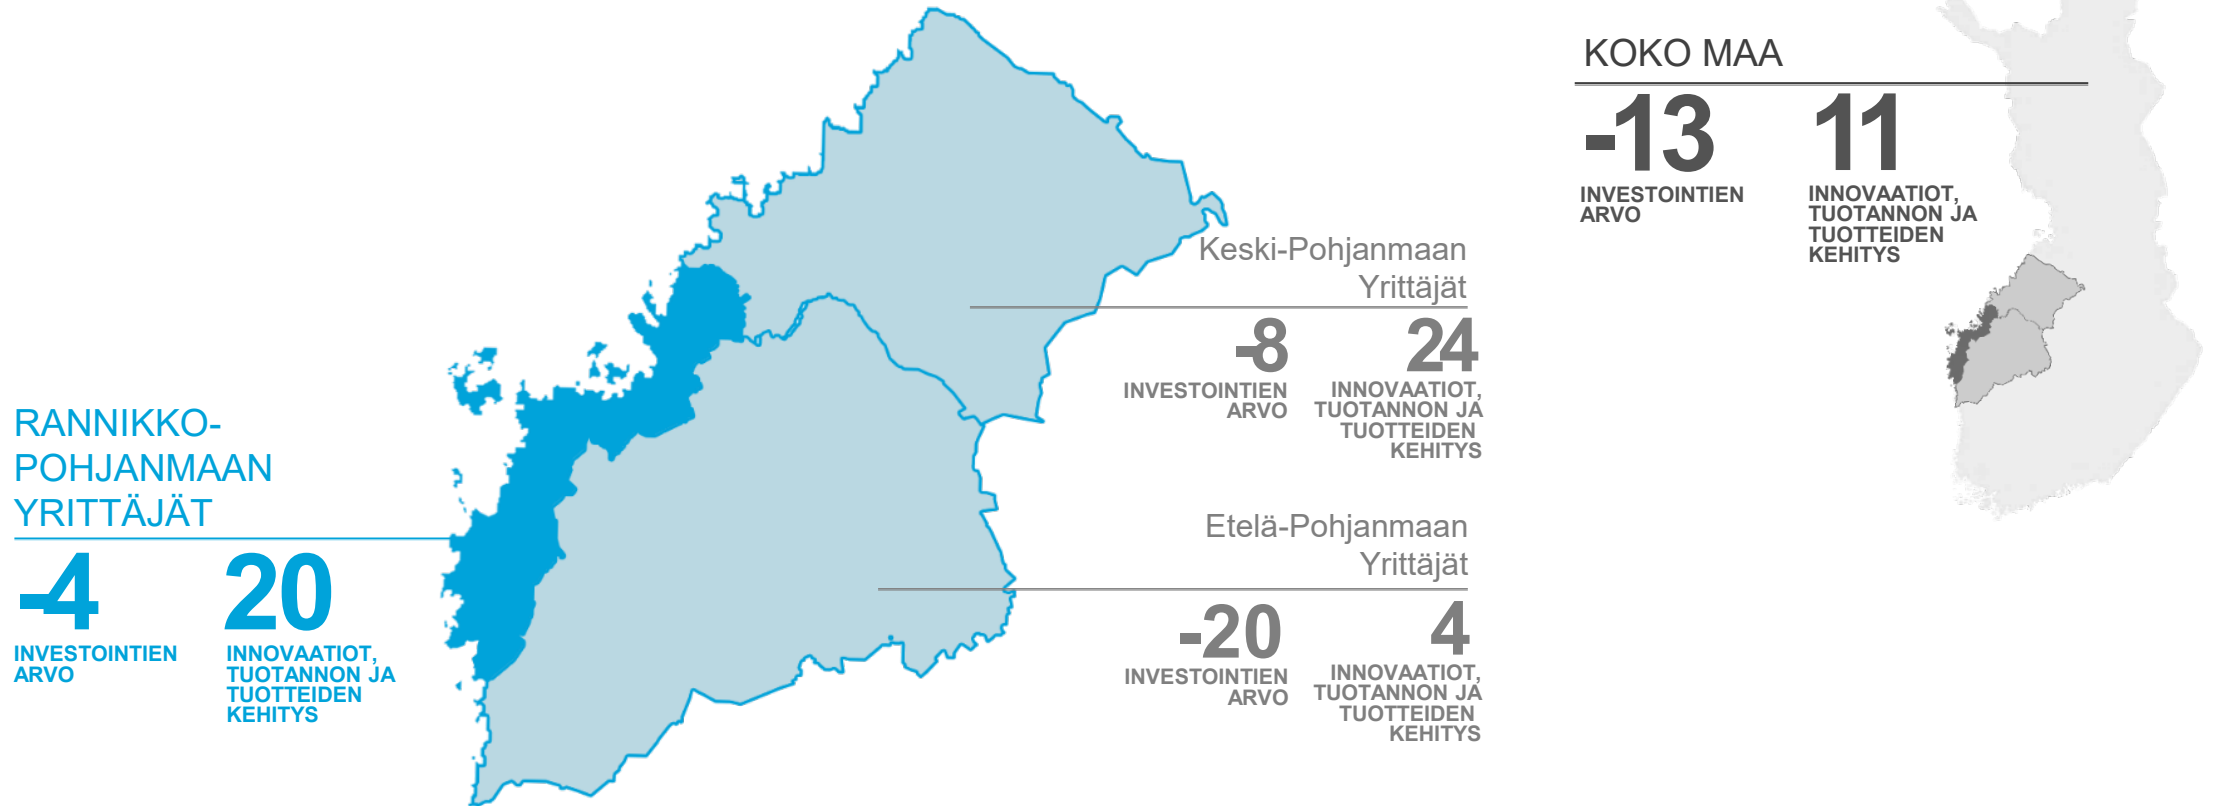 RANNIKKO-
POHJANMAAN
YRITTÄJÄT
-4
INVESTOINTIEN
ARVO
20
INNOVAATIOT,
TUOTANNON JA
TUOTTEIDEN
KEHITYS
Keski-Pohjanmaan
Yrittäjät
-8
INVESTOINTIEN
ARVO
24
INNOVAATIOT,
TUOTANNON JA
TUOTTEIDEN
KEHITYS
Etelä-Pohjanmaan
Yrittäjät
-20
INVESTOINTIEN
ARVO
4
INNOVAATIOT,
TUOTANNON JA
TUOTTEIDEN
KEHITYS
KOKO MAA
-13
INVESTOINTIEN
ARVO
11
INNOVAATIOT,
TUOTANNON JA
TUOTTEIDEN
KEHITYS